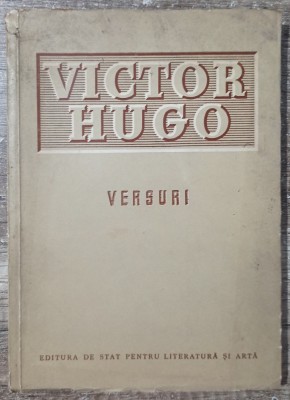 VICTOR
HUGO
VERSURI
EDITURA DE STAT PENTRU LITERATURĂ ȘI ARTĂ